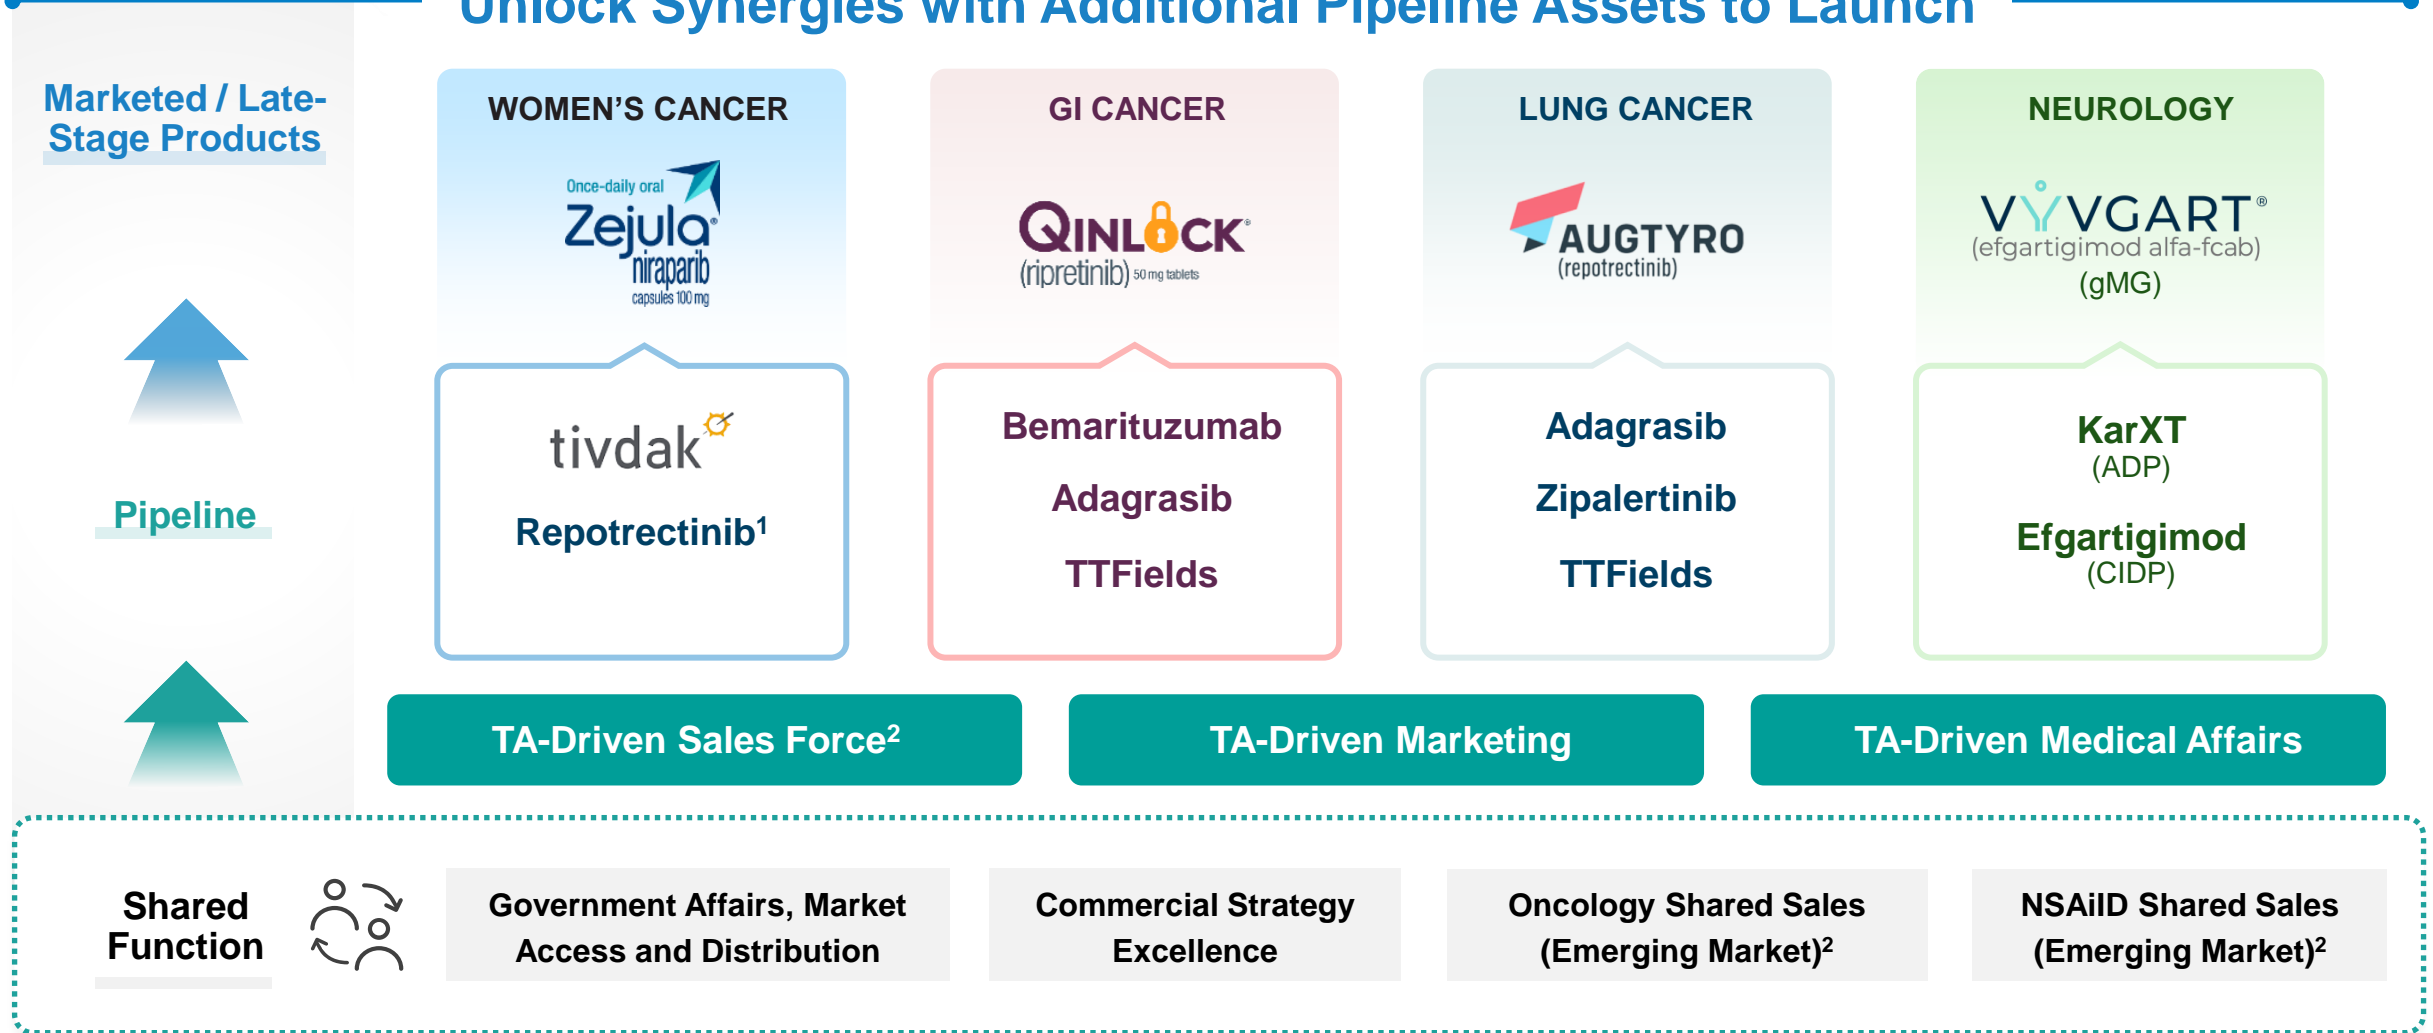 Unlock Synergies with Additional Pipeline Assets to Launch
Marketed / Late-
Stage Products
WOMEN'S CANCER
Once-daily oral
Zejula®
niraparib
capsules 100 mg
GI CANCER
QINLOCK®
(ripretinib) 50 mg tablets
LUNG CANCER
AUGTYRO
(repotrectinib)
NEUROLOGY
VYVGART®
(efgartigimod alfa-fcab)
(gMG)
Pipeline
tivdak
Repotrectinib¹
Bemarituzumab
Adagrasib
TTFields
Adagrasib
Zipalertinib
TTFields
KarXT
(ADP)
Efgartigimod
(CIDP)
TA-Driven Sales Force²
TA-Driven Marketing
TA-Driven Medical Affairs
Shared
Function
Government Affairs, Market
Access and Distribution
Commercial Strategy
Excellence
Oncology Shared Sales
(Emerging Market)²
NSAiID Shared Sales
(Emerging Market)²